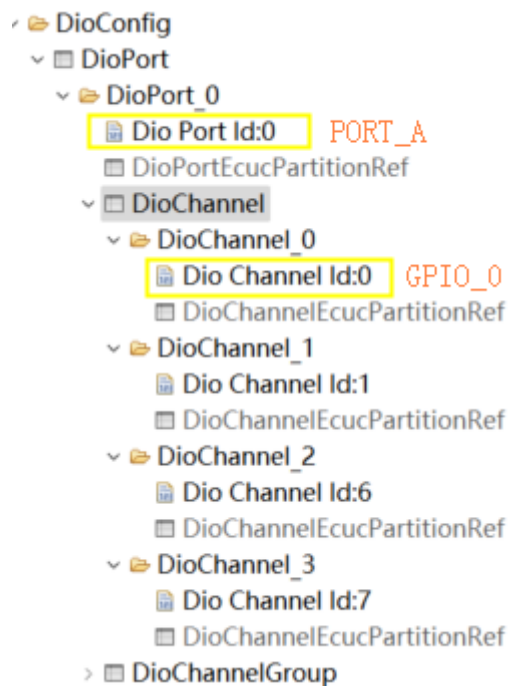 DioConfig
DioPort
DioPort_0
Dio Port Id:0 PORT_A
DioPortEcucPartitionRef
DioChannel
DioChannel_0
Dio Channel Id:0 GPIO_0
DioChannelEcucPartitionRef
DioChannel_1
Dio Channel Id:1
DioChannelEcucPartitionRef
DioChannel_2
Dio Channel Id:6
DioChannelEcucPartitionRef
DioChannel_3
Dio Channel Id:7
DioChannelEcucPartitionRef
DioChannelGroup